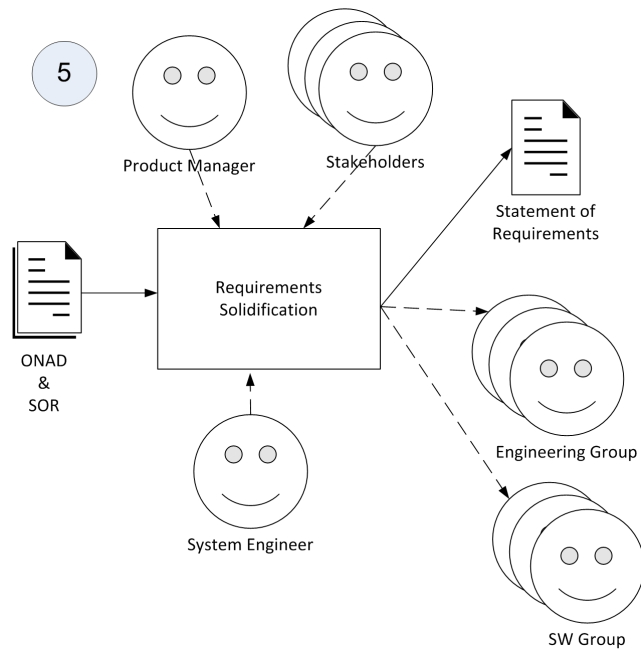 5
Product Manager
Stakeholders
Statement of
Requirements
Requirements
Solidification
ONAD
&
SOR
Engineering Group
System Engineer
SW Group